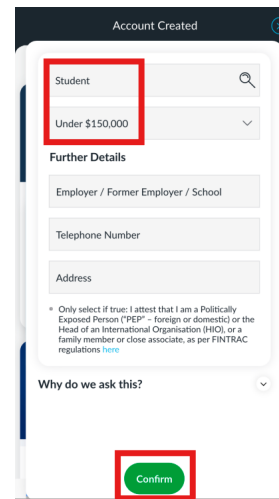 Account Created
Student
Under $150,000
Further Details
Employer / Former Employer / School
Telephone Number
Address
Only select if true: I attest that I am a Politically
Exposed Person ("PEP" – foreign or domestic) or the
Head of an International Organisation (HIO), or a
family member or close associate, as per FINTRAC
regulations here
Why do we ask this?
Confirm